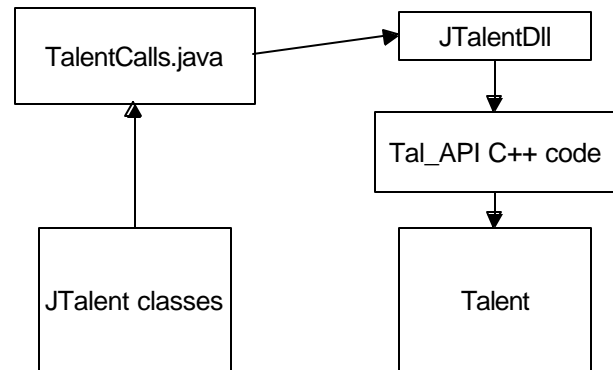 TalentCalls.java
JTalentDll
Tal_API C++ code
JTalent classes
Talent